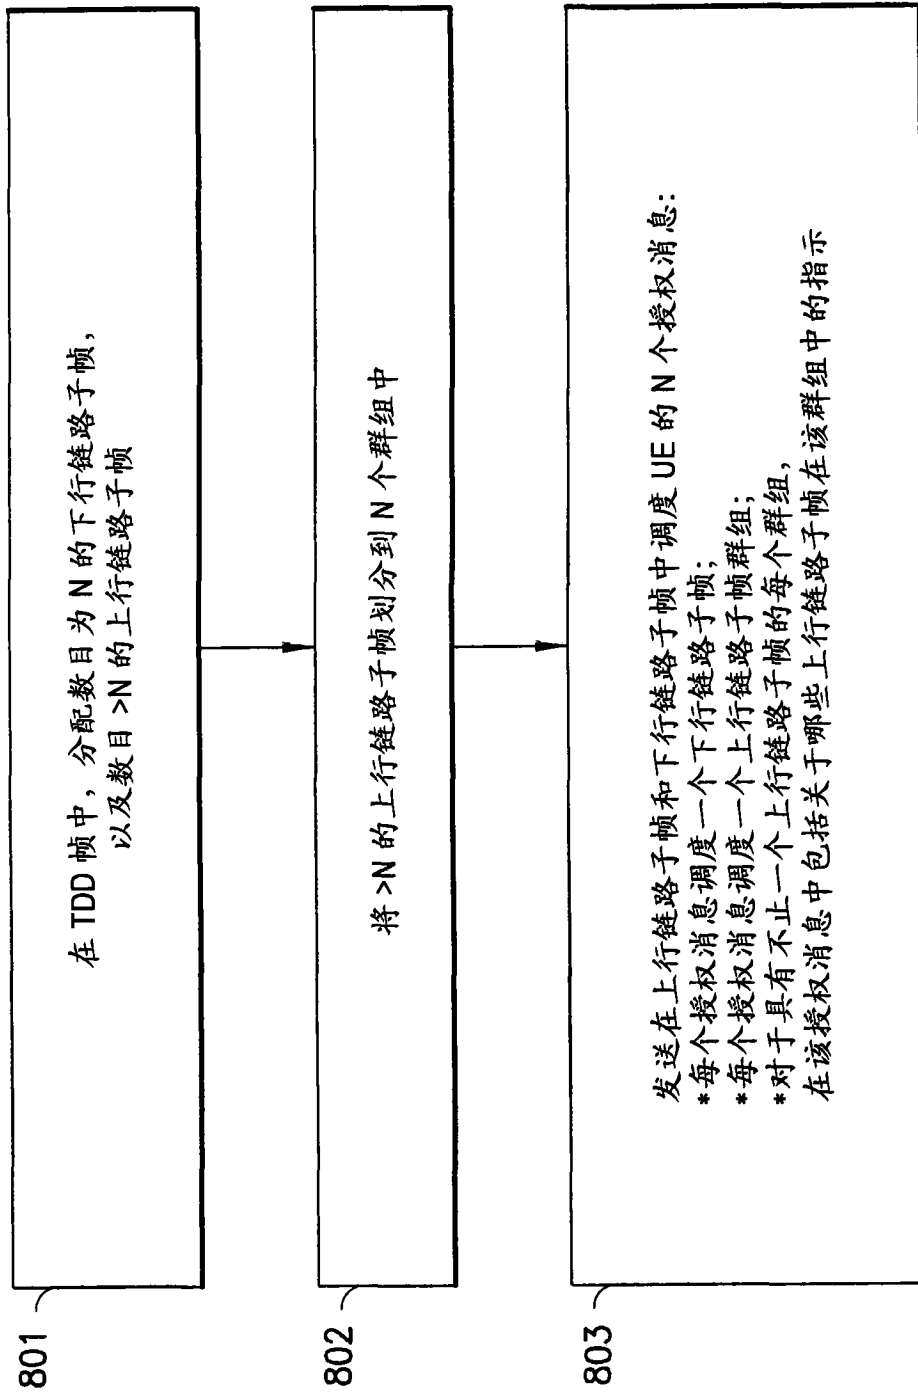 801
在 TDD 帧中，分配数目为 N 的下行链路子帧，
以及数目 >N 的上行链路子帧
802
将 >N 的上行链路子帧划分到 N 个群组中
803
发送在上行链路子帧和下行链路子帧中调度 UE 的 N 个授权消息：
*每个授权消息调度一个下行链路子帧；
*每个授权消息调度一个上行链路子帧群组；
*对于具有不止一个上行链路子帧的每个群组，
在该授权消息中包括关于哪些上行链路子帧在该群组中的指示